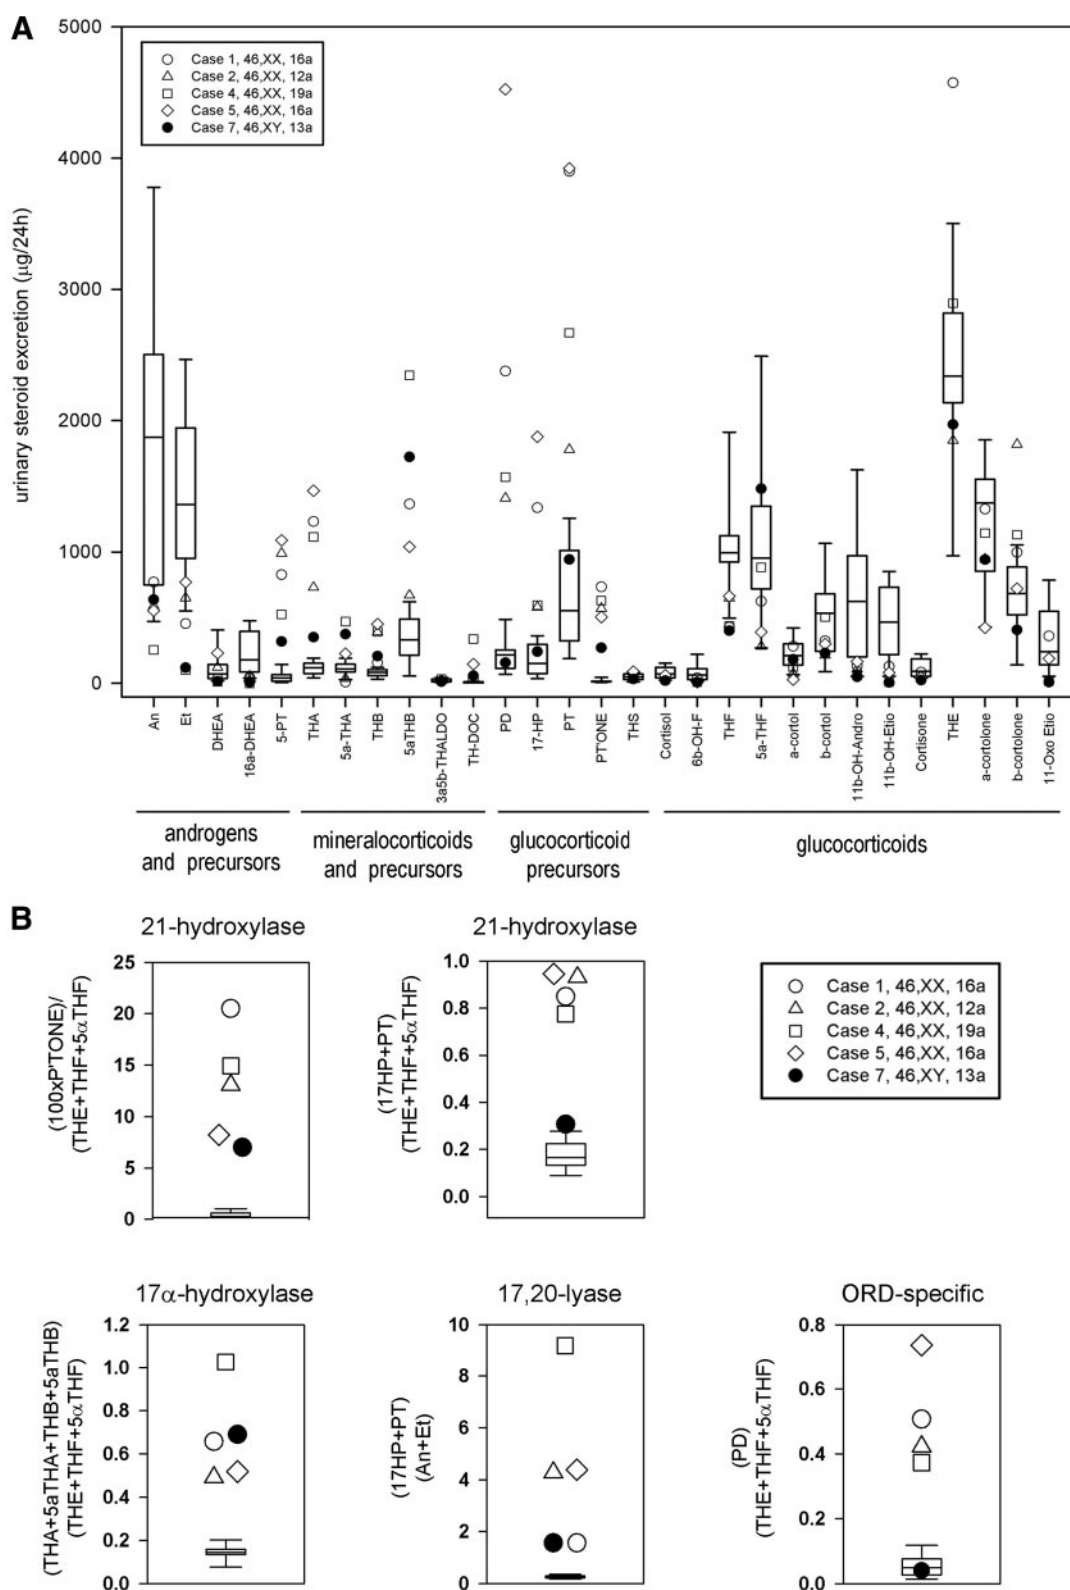 A
5000
4000
3000
2000
1000
0
urinary steroid excretion (µg/24h)
Case 1, 46,XX, 16a
Case 2, 46,XX, 12a
Case 4, 46,XX, 19a
Case 5, 46,XX, 16a
Case 7, 46,XY, 13a
An
Et
DHEA
16a-DHEA
5-PT
THA
5a-THA
THB
5aTHB
3a5b-THALDO
TH-DOC
PD
17-HP
PT
PT'ONE
THS
Cortisol
6b-OH-F
THF
5a-THF
a-cortol
b-cortol
11b-OH-Andro
11b-OH-Etio
Cortisone
THE
a-cortolone
b-cortolone
11-Oxo Etio
androgens
and precursors
mineralocorticoids
and precursors
glucocorticoid
precursors
glucocorticoids
B
21-hydroxylase
(100xP'TONE)/
(THE+THF+5αTHF)
25
20
15
10
5
0
21-hydroxylase
(17HP+PT)
(THE+THF+5αTHF)
1.0
0.8
0.6
0.4
0.2
0.0
Case 1, 46,XX, 16a
Case 2, 46,XX, 12a
Case 4, 46,XX, 19a
Case 5, 46,XX, 16a
Case 7, 46,XY, 13a
17α-hydroxylase
(THA+5aTHA+THB+5aTHB)
(THE+THF+5αTHF)
1.2
1.0
0.8
0.6
0.4
0.2
0.0
17,20-lyase
(17HP+PT)
(An+Et)
10
8
6
4
2
0
ORD-specific
(PD)
(THE+THF+5αTHF)
0.8
0.6
0.4
0.2
0.0